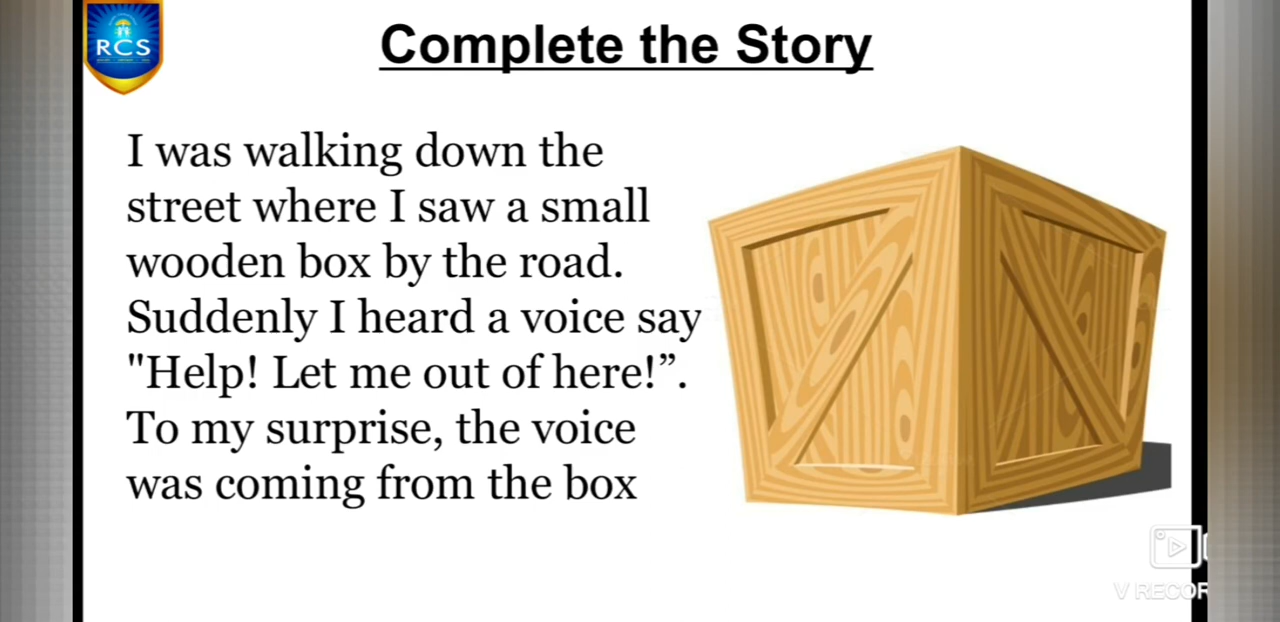 RCS
Complete the Story
I was walking down the
street where I saw a small
wooden box by the road.
Suddenly I heard a voice say
"Help! Let me out of here!”.
To my surprise, the voice
was coming from the box
V RECOR